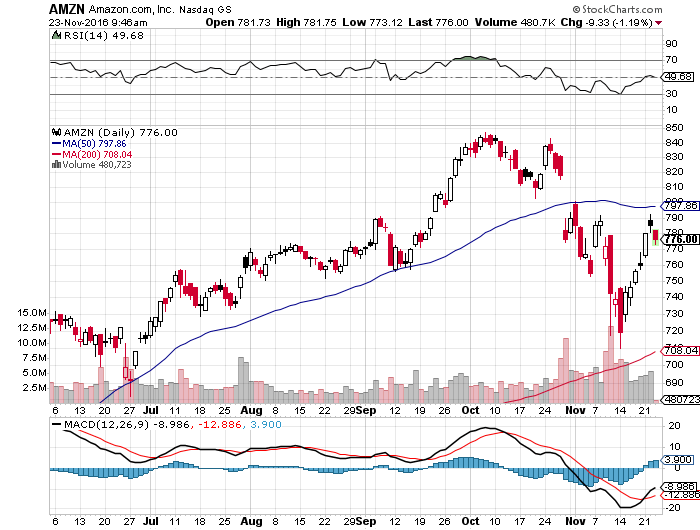 AMZN Amazon.com, Inc. Nasdaq GS © StockCharts.com
23-Nov-2016 9:46am Open 781.73 High 781.75 Low 773.12 Last 776.00 Volume 480.7K Chg -9.33 (-1.19%)
RSI(14) 49.68
90
70
49.68
30
10
AMZN (Daily) 776.00
MA(50) 797.86
MA(200) 708.04
Volume 480,723
850
840
830
820
810
800
797.86
790
780
776.00
770
760
750
740
730
720
710
708.04
700
690
480723
15.0M
12.5M
10.0M
7.5M
5.0M
2.5M
6 13 20 27 Jul 11 18 25 Aug 8 15 22 29 Sep 12 19 26 Oct 10 17 24 Nov 7 14 21
MACD(12,26,9) -8.986, -12.886, 3.900
20
10
3.900
0
-8.986
-12.886
-20
6 13 20 27 Jul 11 18 25 Aug 8 15 22 29 Sep 12 19 26 Oct 10 17 24 Nov 7 14 21